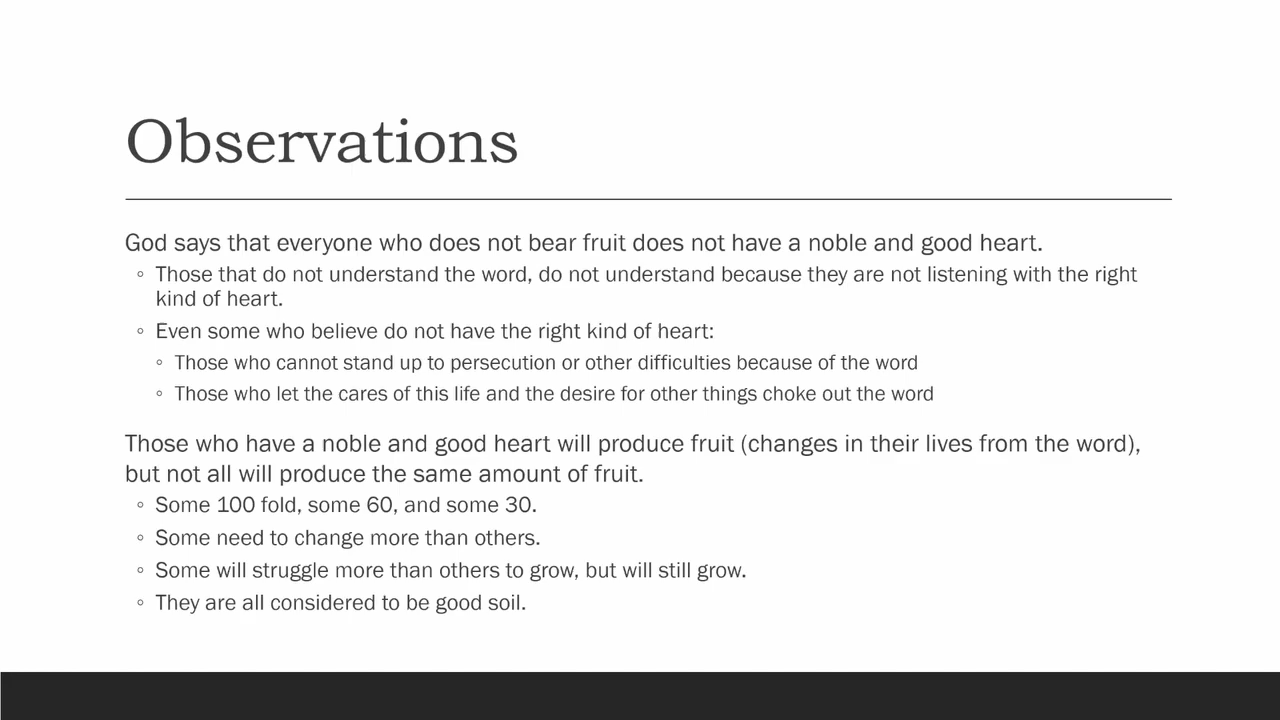 Observations
God says that everyone who does not bear fruit does not have a noble and good heart.
◦ Those that do not understand the word, do not understand because they are not listening with the right
kind of heart.
◦ Even some who believe do not have the right kind of heart:
◦ Those who cannot stand up to persecution or other difficulties because of the word
◦ Those who let the cares of this life and the desire for other things choke out the word
Those who have a noble and good heart will produce fruit (changes in their lives from the word),
but not all will produce the same amount of fruit.
◦ Some 100 fold, some 60, and some 30.
◦ Some need to change more than others.
◦ Some will struggle more than others to grow, but will still grow.
◦ They are all considered to be good soil.